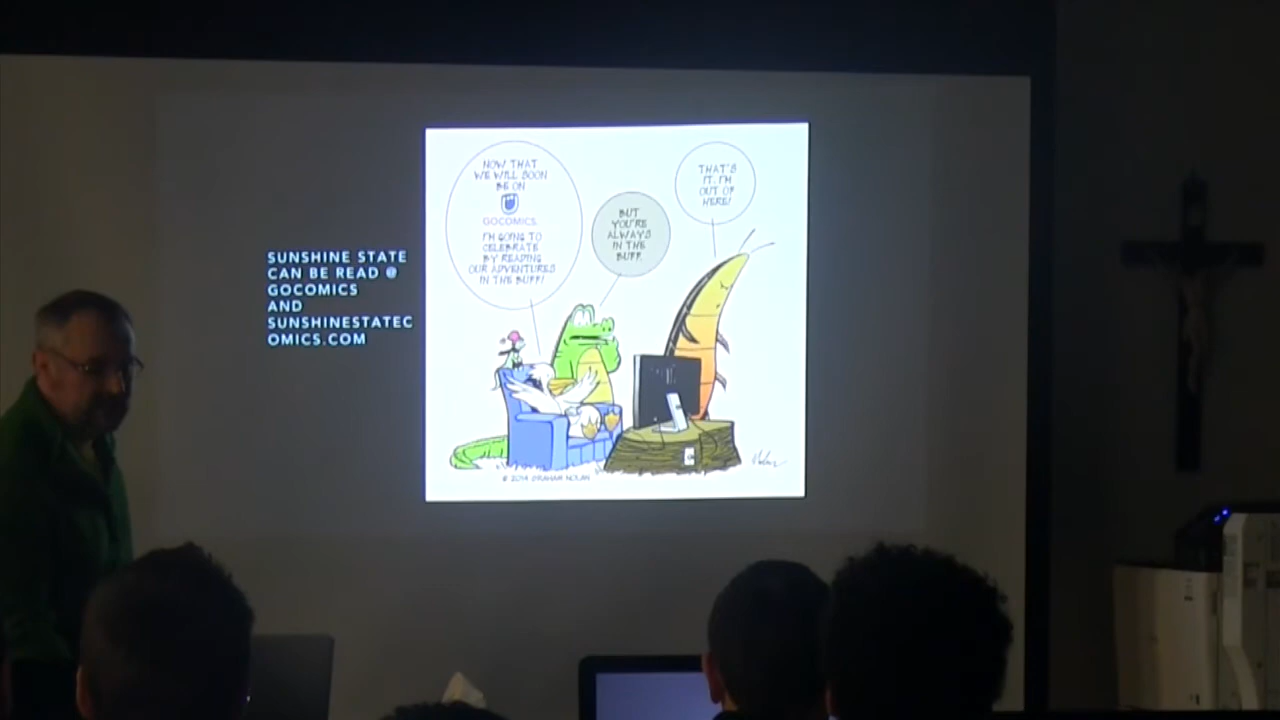 SUNSHINE STATE
CAN BE READ @
GOCOMICS
AND
SUNSHINESTATEC
OMICS.COM
NOW THAT
WE WILL SOON
BE ON
GOCOMICS.
I'M GOING TO
CELEBRATE
BY READING
OUR ADVENTURES
IN THE BUFF!
BUT
YOU'RE
ALWAYS
IN THE
BUFF.
THAT'S
IT. I'M
OUT OF
HERE!
© 2014 GRAHAM NOLAN
Nolan